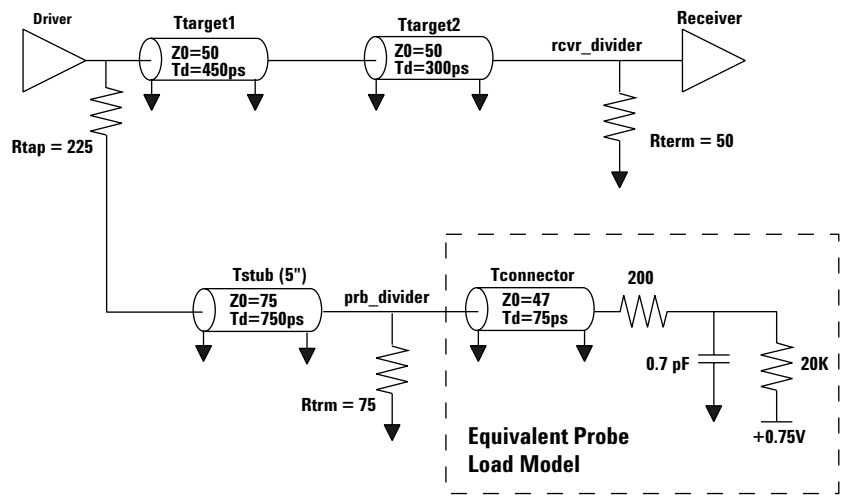 Driver
Ttarget1
Z0=50
Td=450ps
Ttarget2
Z0=50
Td=300ps
rcvr_divider
Receiver
Rtap = 225
Rterm = 50
Tstub (5")
Z0=75
Td=750ps
prb_divider
Tconnector
Z0=47
Td=75ps
200
0.7 pF
20K
Rtrm = 75
+0.75V
Equivalent Probe
Load Model